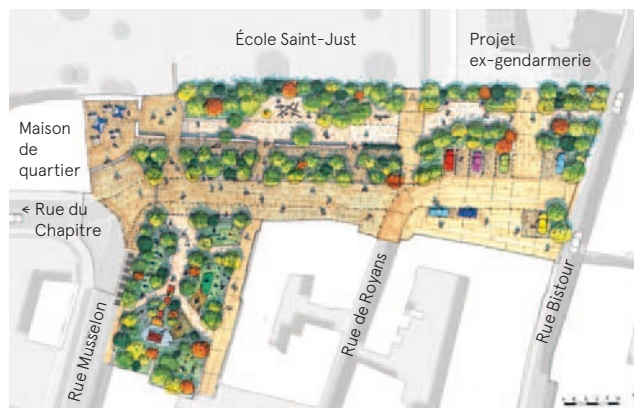 École Saint-Just
Projet
ex-gendarmerie
Maison
de
quartier
← Rue du
Chapitre
Rue Musselon
Rue de Royans
Rue Bistour